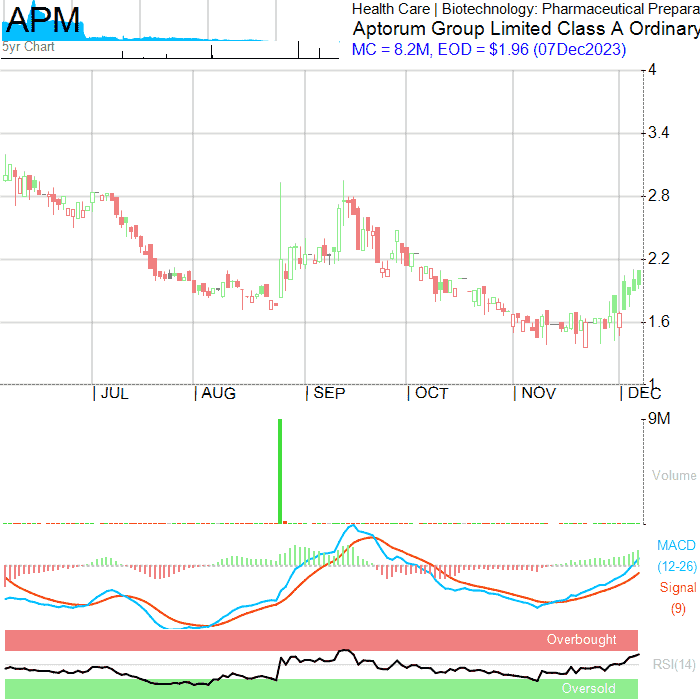 APM
5yr Chart
Health Care | Biotechnology: Pharmaceutical Prepara
Aptorum Group Limited Class A Ordinary
MC = 8.2M, EOD = $1.96 (07Dec2023)
4
3.4
2.8
2.2
1.6
1
| JUL | AUG | SEP | OCT | NOV | DEC
9M
Volume
MACD
(12-26)
Signal
(9)
Overbought
RSI(14)
Oversold